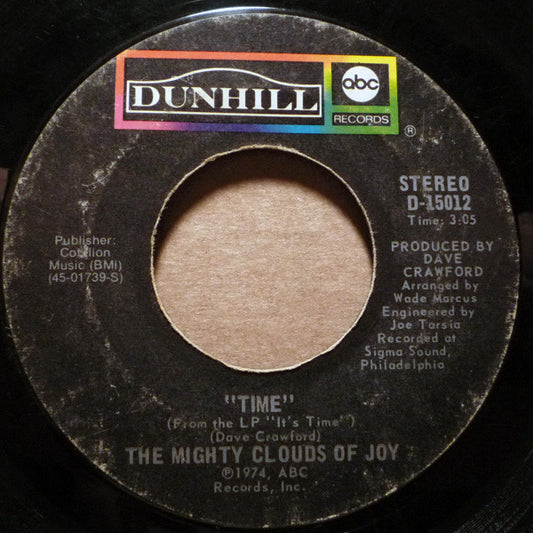 DUNHILL
abc
RECORDS
®
STEREO
D-15012
Time: 3:05
Publisher:
Cotillion
Music (BMI)
(45-01739-S)
PRODUCED BY
DAVE
CRAWFORD
Arranged by
Wade Marcus
Engineered by
Joe Tarsia
Recorded at
Sigma Sound,
Philadelphia
"TIME"
(From the LP "It's Time")
(Dave Crawford)
THE MIGHTY CLOUDS OF JOY
℗1974, ABC
Records, Inc.